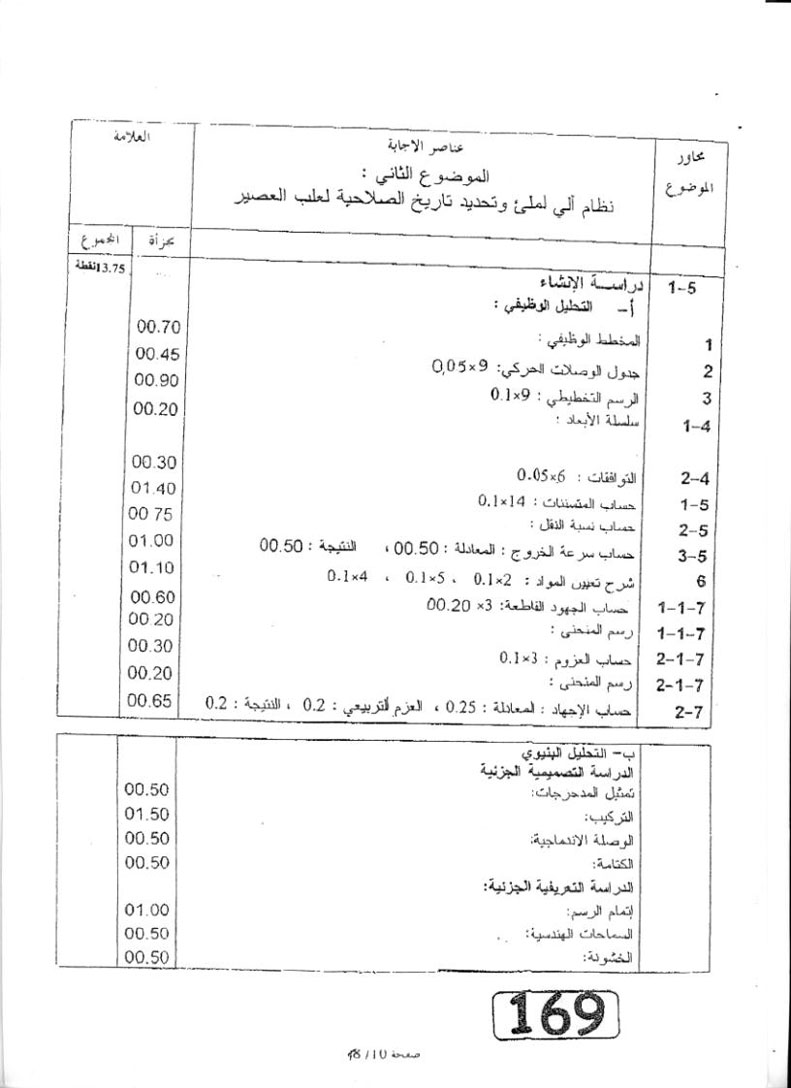 محاور الموضوع	عناصر الاجابة	العلامة
الموضوع الثاني :
نظام آلي لملئ وتحديد تاريخ الصلاحية لعلب العصير
مجزأة	المجموع
1-5	دراسة الإنشاء	13.75نقطة
أ- التحليل الوظيفي :
1	المخطط الوظيفي :	00.70
2	جدول الوصلات الحركي: 9×0,05	00.45
3	الرسم التخطيطي : 9×0.1	00.90
1-4	سلسلة الأبعاد :	00.20
2-4	التوافقات : 6×0.05	00.30
1-5	حساب المتسننات : 14×0.1	01.40
2-5	حساب نسبة النقل :	00 75
3-5	حساب سرعة الخروج : المعادلة : 00.50 ، النتيجة : 00.50	01.00
6	شرح تعيين المواد : 2×0.1 ، 5×0.1 ، 4×0.1	01.10
1-1-7	حساب الجهود القاطعة: 3× 00.20	00.60
1-1-7	رسم المنحنى :	00.20
2-1-7	حساب العزوم : 3×0.1	00.30
2-1-7	رسم المنحنى :	00.20
2-7	حساب الإجهاد : المعادلة : 0.25 ، العزم التربيعي : 0.2 ، النتيجة : 0.2	00.65
ب- التحليل البنيوي
الدراسة التصميمية الجزئية
تمثيل المدحرجات:	00.50
التركيب:	01.50
الوصلة الاندماجية:	00.50
الكتامة:	00.50
الدراسة التعريفية الجزئية:
إتمام الرسم:	01.00
السماحات الهندسية:	00.50
الخشونة:	00.50
169
صفحة 10/ 18